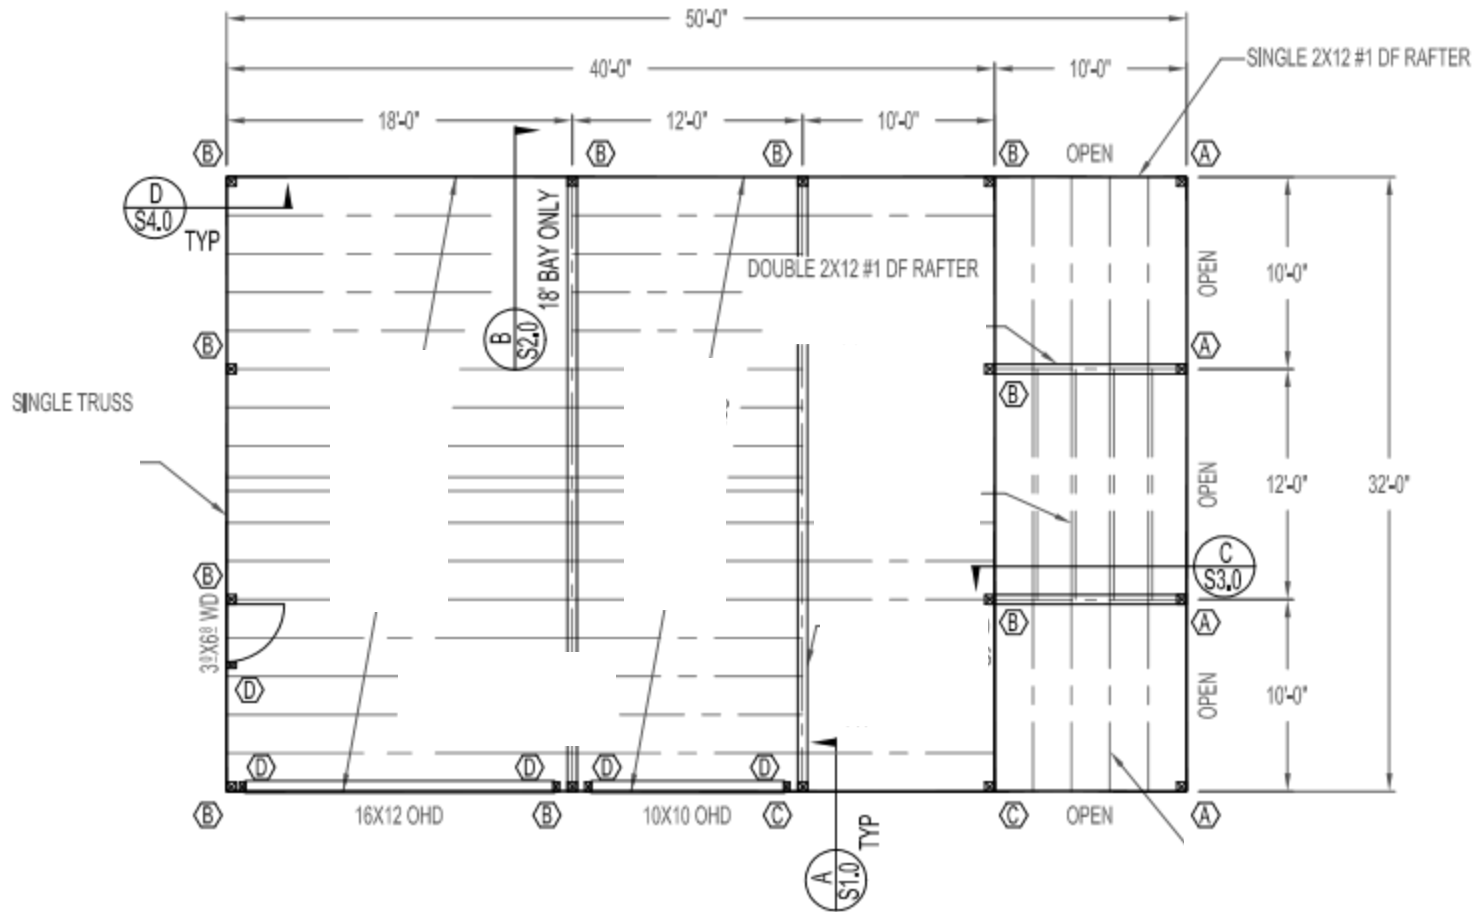 50'-0"
40'-0"
10'-0"
SINGLE 2X12 #1 DF RAFTER
18'-0"
12'-0"
10'-0"
B
B
B
B
OPEN
A
D
S4.0
TYP
18' BAY ONLY
B
S2.0
DOUBLE 2X12 #1 DF RAFTER
OPEN
10'-0"
B
A
SINGLE TRUSS
B
OPEN
12'-0"
32'-0"
C
S3.0
B
3⁰X6⁸ WD
B
A
D
OPEN
10'-0"
D
D
D
D
B
16X12 OHD
B
10X10 OHD
C
C
OPEN
A
A
S1.0
TYP